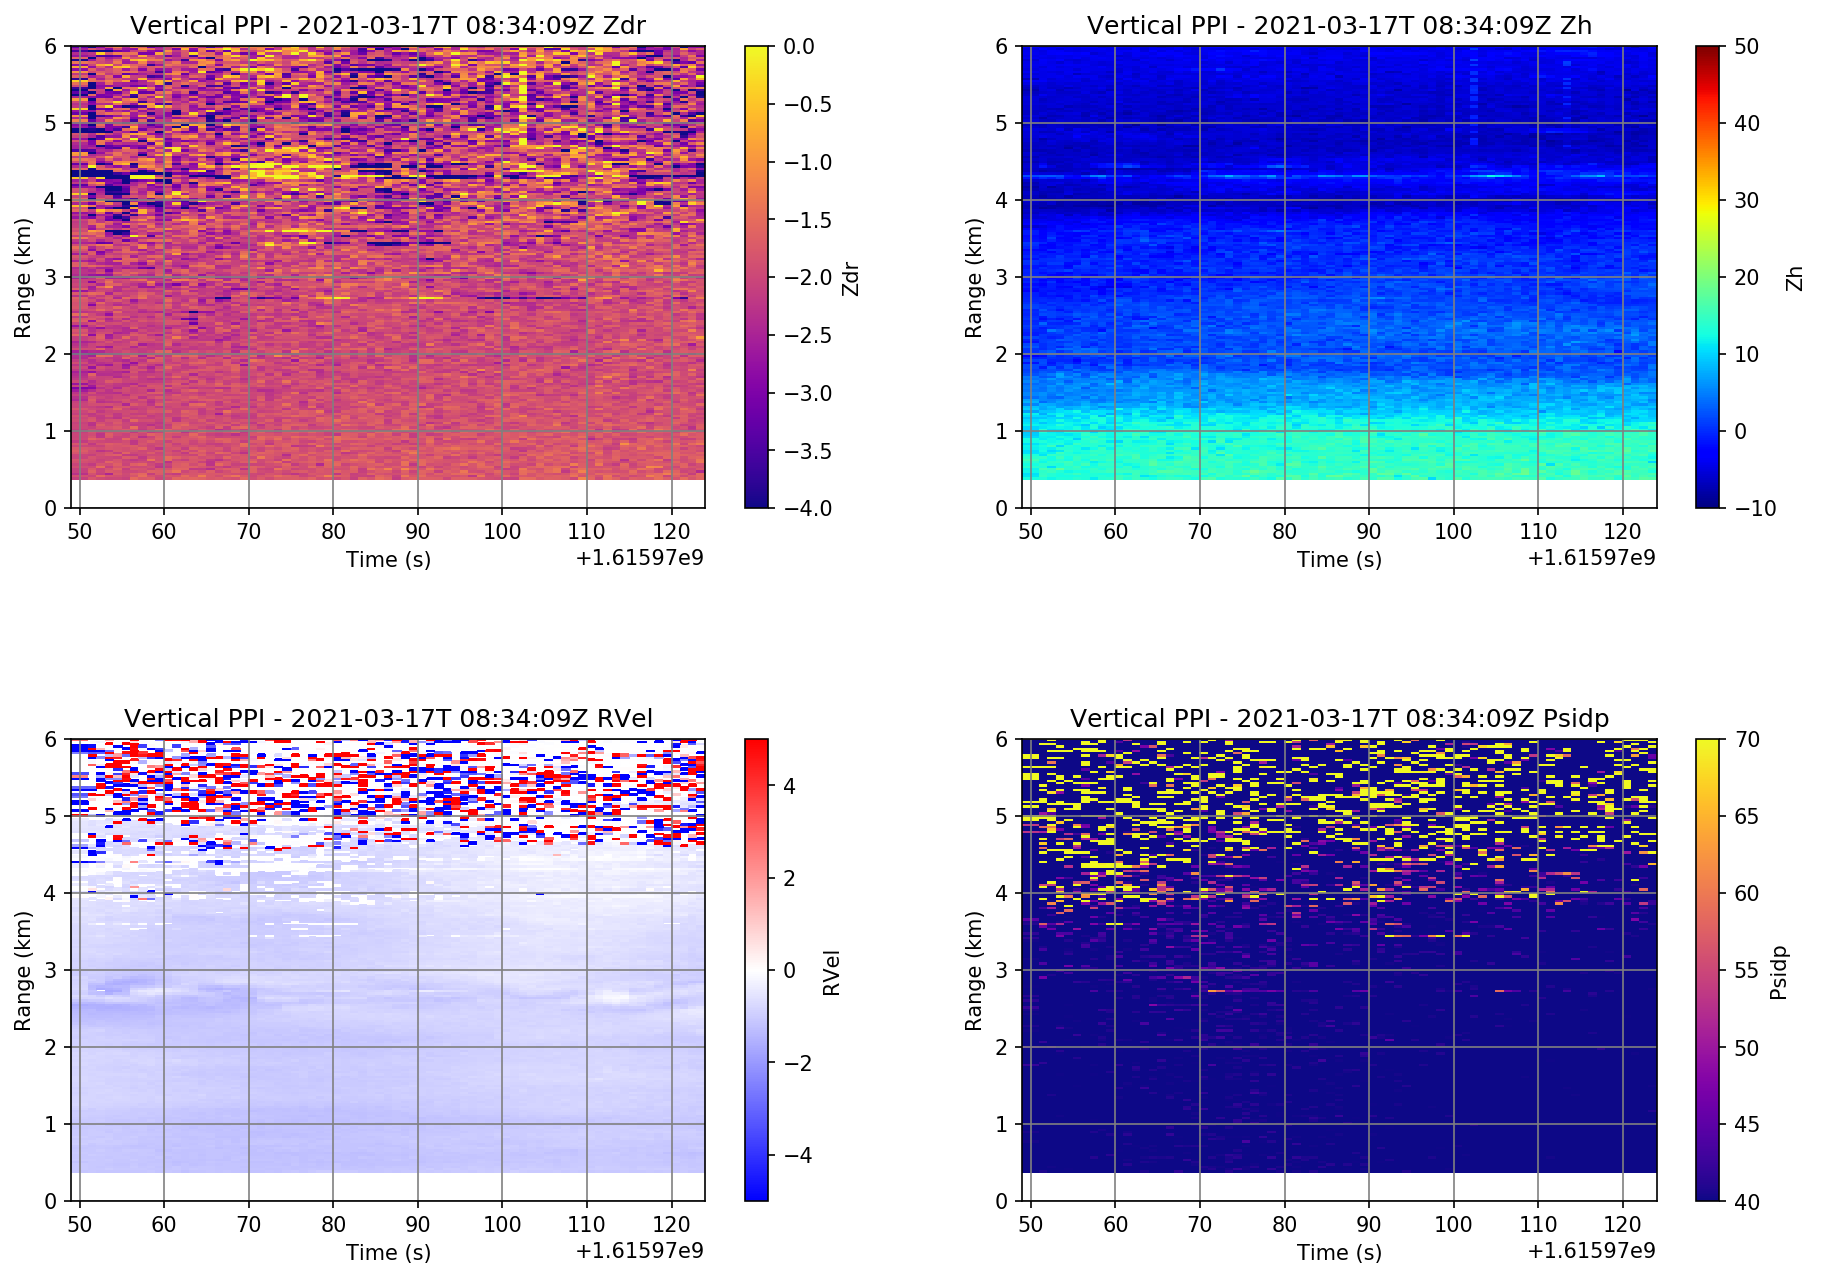 Vertical PPI - 2021-03-17T 08:34:09Z Zdr
6
5
4
3
2
1
0
Range (km)
50 60 70 80 90 100 110 120
Time (s)
+1.61597e9
0.0
−0.5
−1.0
−1.5
−2.0
−2.5
−3.0
−3.5
−4.0
Zdr
Vertical PPI - 2021-03-17T 08:34:09Z Zh
6
5
4
3
2
1
0
Range (km)
50 60 70 80 90 100 110 120
Time (s)
+1.61597e9
50
40
30
20
10
0
−10
Zh
Vertical PPI - 2021-03-17T 08:34:09Z RVel
6
5
4
3
2
1
0
Range (km)
50 60 70 80 90 100 110 120
Time (s)
+1.61597e9
4
2
0
−2
−4
RVel
Vertical PPI - 2021-03-17T 08:34:09Z Psidp
6
5
4
3
2
1
0
Range (km)
50 60 70 80 90 100 110 120
Time (s)
+1.61597e9
70
65
60
55
50
45
40
Psidp